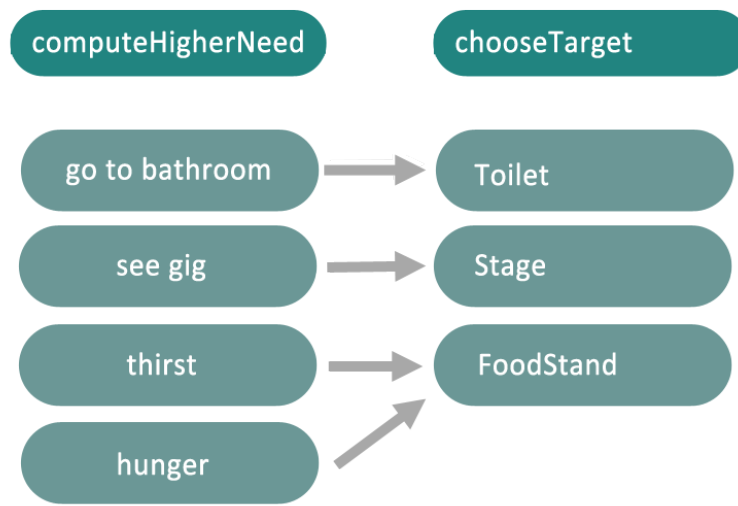 computeHigherNeed
chooseTarget
go to bathroom
Toilet
see gig
Stage
thirst
FoodStand
hunger